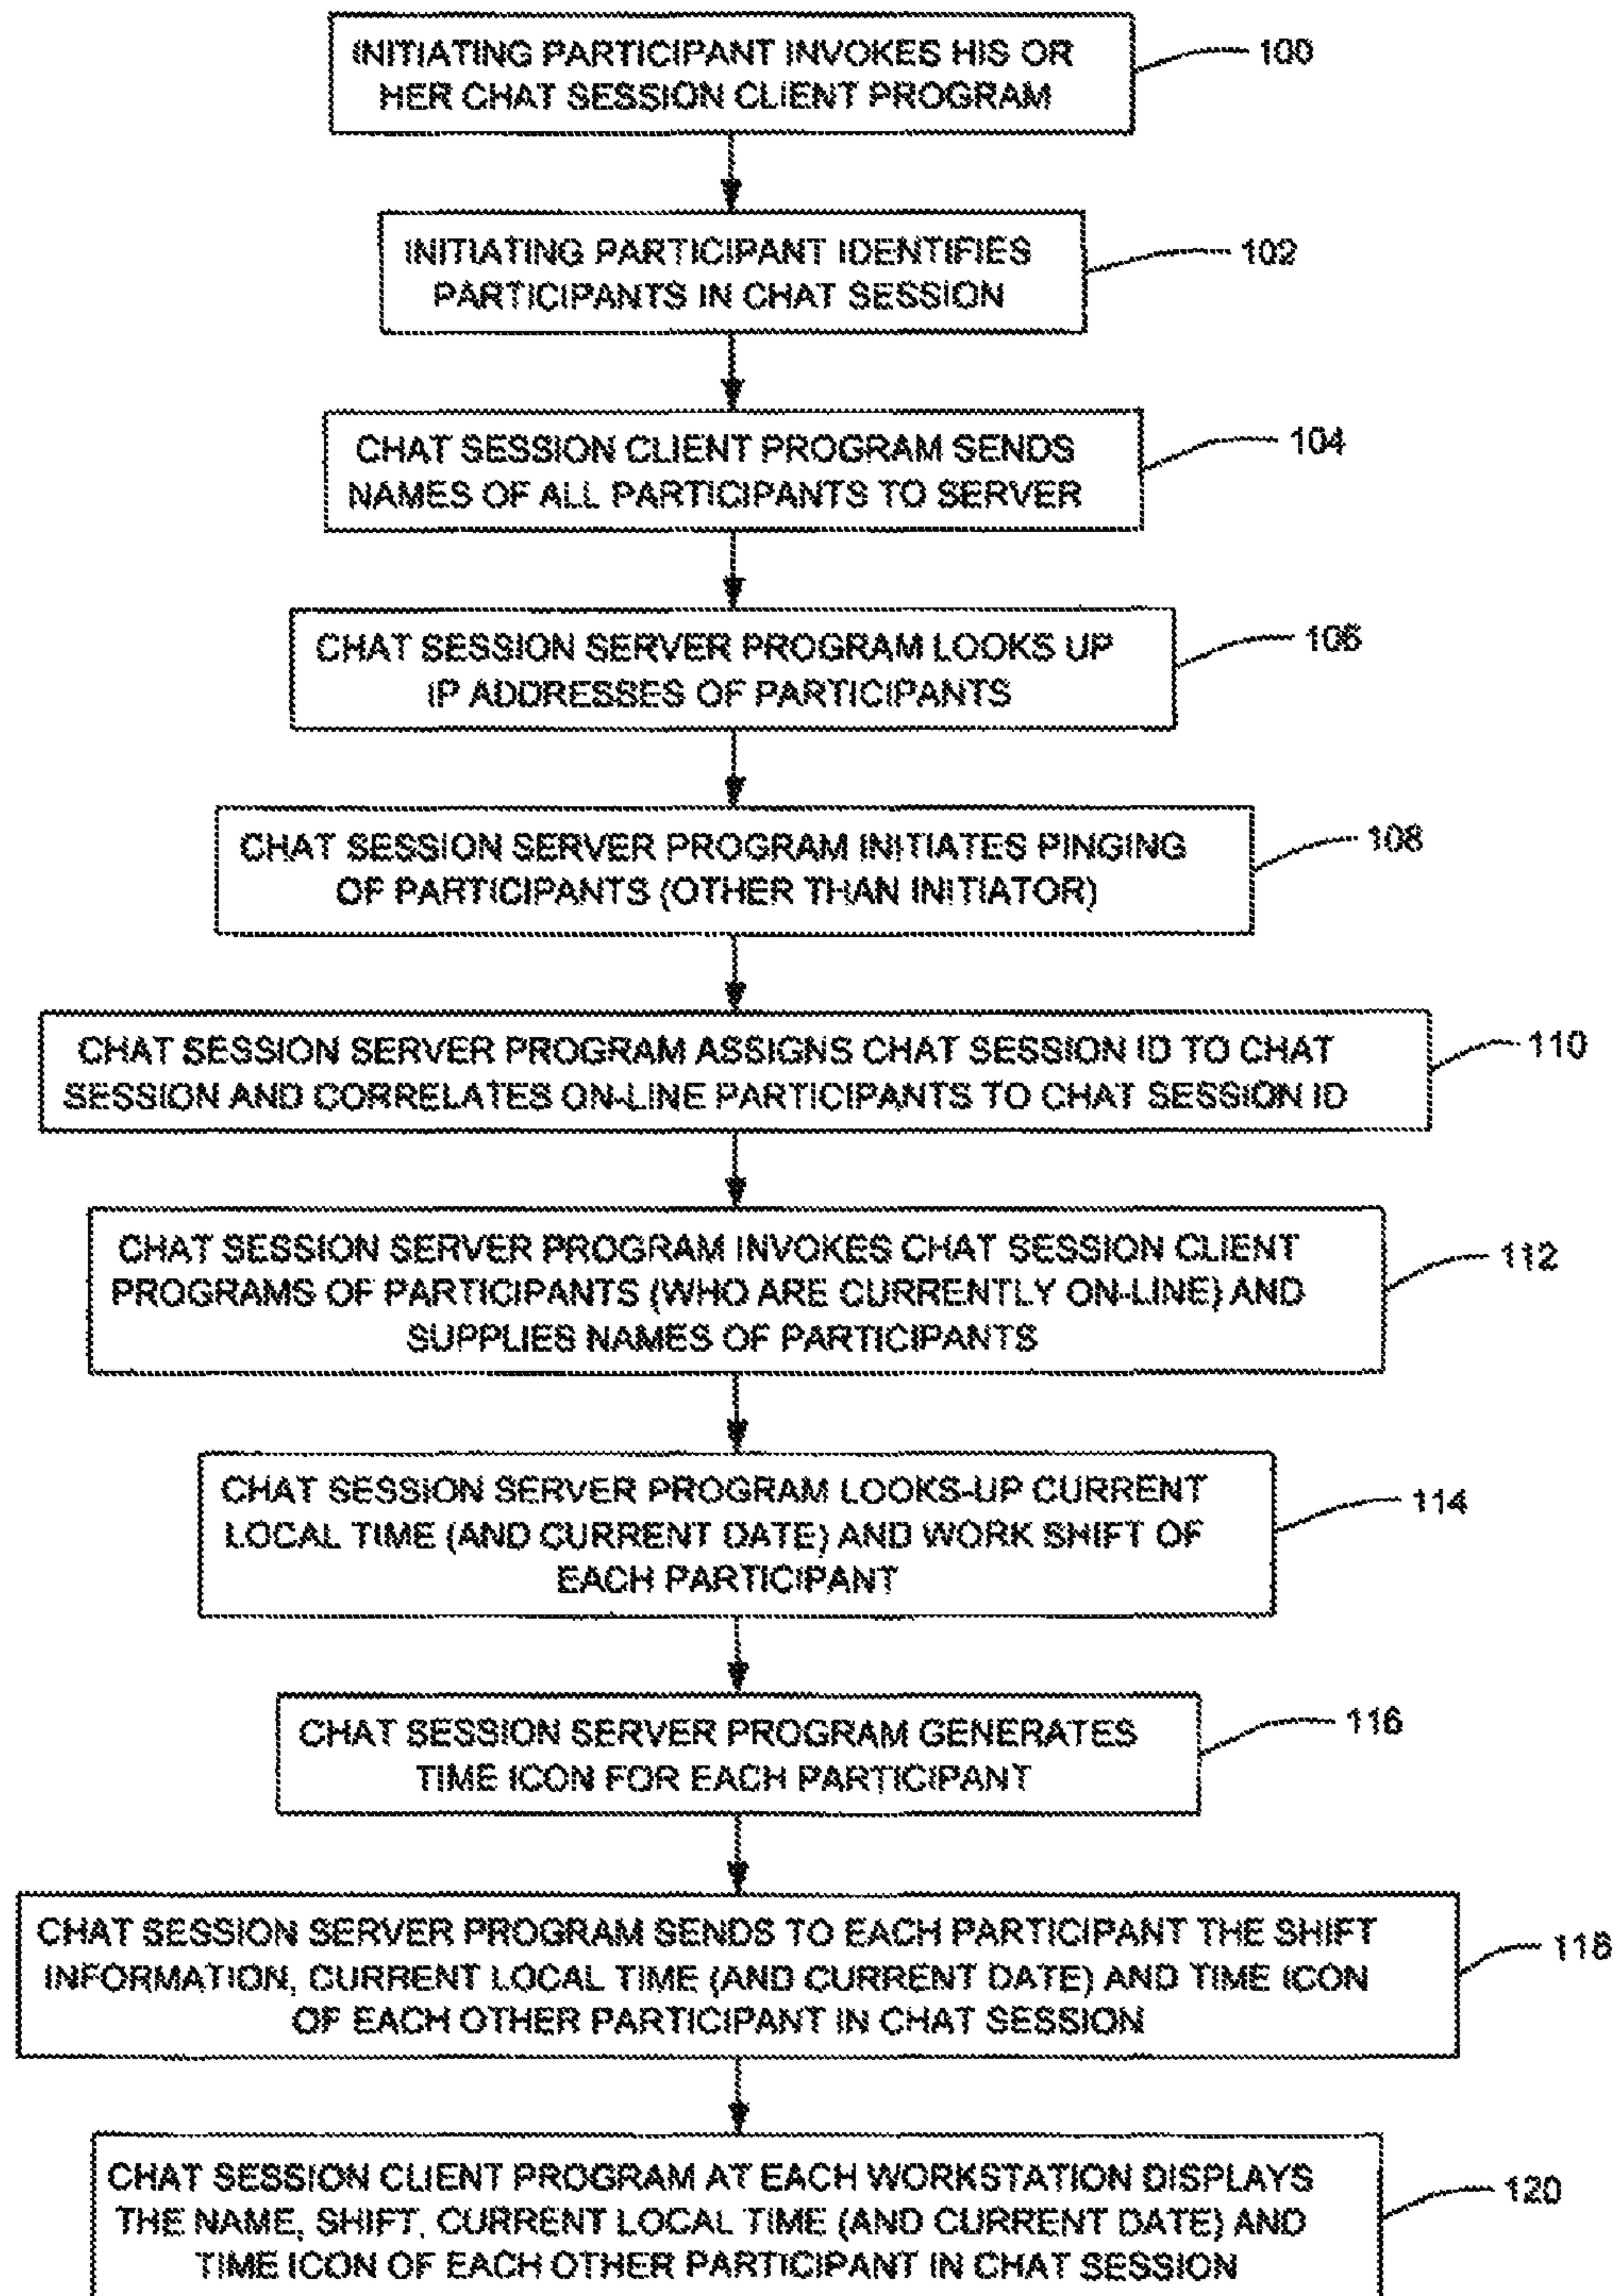 INITIATING PARTICIPANT INVOKES HIS OR
HER CHAT SESSION CLIENT PROGRAM
100
INITIATING PARTICIPANT IDENTIFIES
PARTICIPANTS IN CHAT SESSION
102
CHAT SESSION CLIENT PROGRAM SENDS
NAMES OF ALL PARTICIPANTS TO SERVER
104
CHAT SESSION SERVER PROGRAM LOOKS UP
IP ADDRESSES OF PARTICIPANTS
106
CHAT SESSION SERVER PROGRAM INITIATES PINGING
OF PARTICIPANTS (OTHER THAN INITIATOR)
108
CHAT SESSION SERVER PROGRAM ASSIGNS CHAT SESSION ID TO CHAT
SESSION AND CORRELATES ON-LINE PARTICIPANTS TO CHAT SESSION ID
110
CHAT SESSION SERVER PROGRAM INVOKES CHAT SESSION CLIENT
PROGRAMS OF PARTICIPANTS (WHO ARE CURRENTLY ON-LINE) AND
SUPPLIES NAMES OF PARTICIPANTS
112
CHAT SESSION SERVER PROGRAM LOOKS-UP CURRENT
LOCAL TIME (AND CURRENT DATE) AND WORK SHIFT OF
EACH PARTICIPANT
114
CHAT SESSION SERVER PROGRAM GENERATES
TIME ICON FOR EACH PARTICIPANT
116
CHAT SESSION SERVER PROGRAM SENDS TO EACH PARTICIPANT THE SHIFT
INFORMATION, CURRENT LOCAL TIME (AND CURRENT DATE) AND TIME ICON
OF EACH OTHER PARTICIPANT IN CHAT SESSION
118
CHAT SESSION CLIENT PROGRAM AT EACH WORKSTATION DISPLAYS
THE NAME, SHIFT, CURRENT LOCAL TIME (AND CURRENT DATE) AND
TIME ICON OF EACH OTHER PARTICIPANT IN CHAT SESSION
120